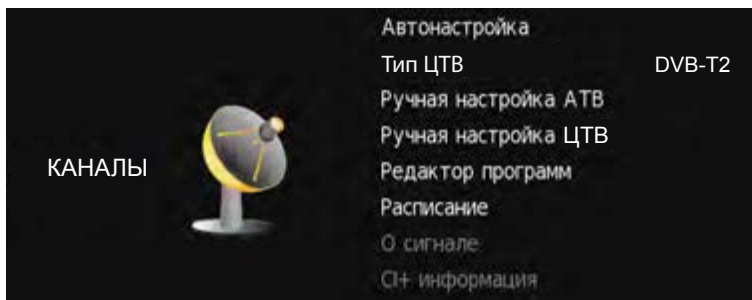 Автонастройка
Тип ЦТВ DVB-T2
Ручная настройка АТВ
Ручная настройка ЦТВ
КАНАЛЫ
Редактор программ
Расписание
О сигнале
CI+ информация